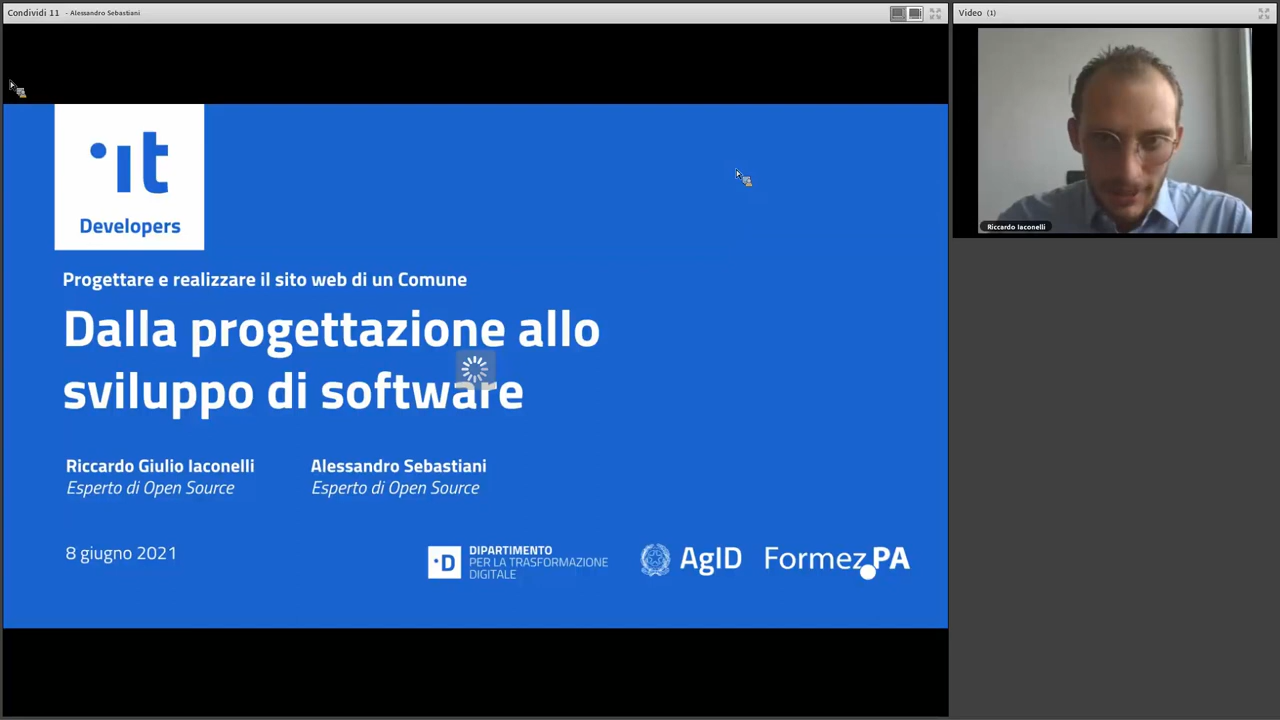 Condividi 11 - Alessandro Sebastiani
Video (1)
Riccardo Iaconelli
it
Developers
Progettare e realizzare il sito web di un Comune
Dalla progettazione allo
sviluppo di software
Riccardo Giulio Iaconelli
Esperto di Open Source
Alessandro Sebastiani
Esperto di Open Source
8 giugno 2021
D
DIPARTIMENTO
PER LA TRASFORMAZIONE
DIGITALE
AgID
Formez.PA